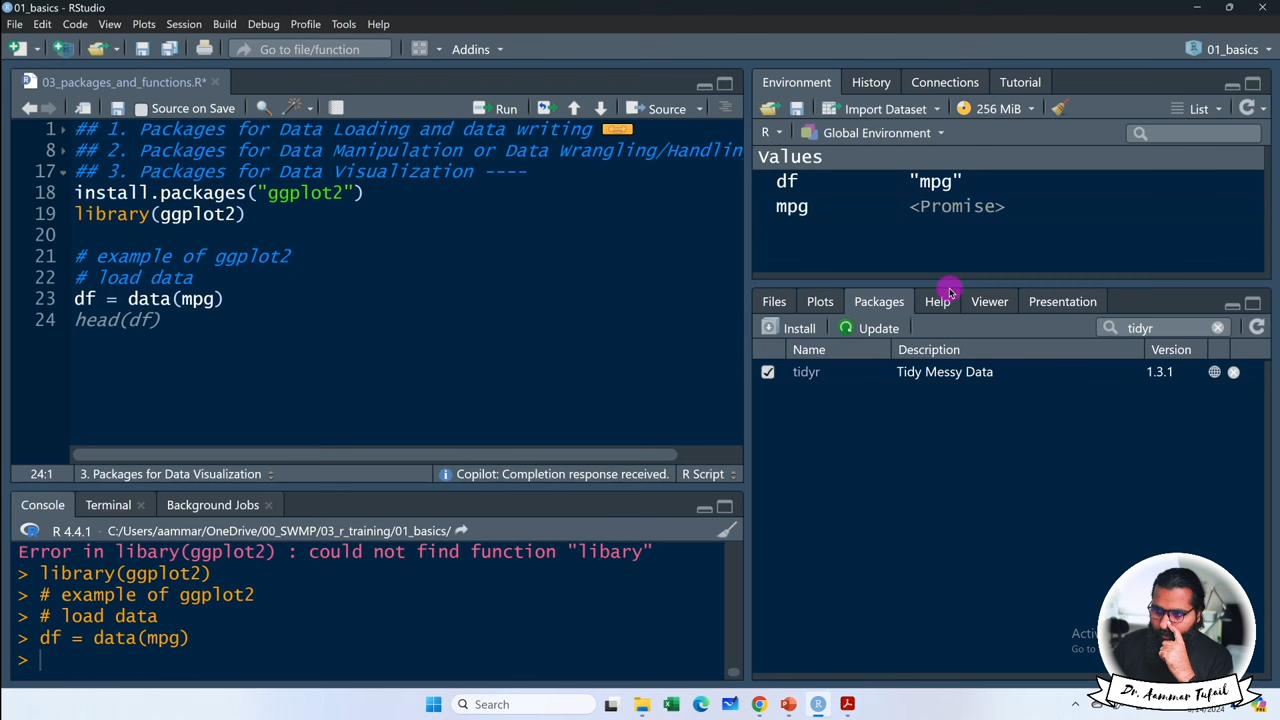 01_basics - RStudio
File Edit Code View Plots Session Build Debug Profile Tools Help
Go to file/function Addins 01_basics
03_packages_and_functions.R*
Source on Save Run Source
1 ## 1. Packages for Data Loading and data writing
8 ## 2. Packages for Data Manipulation or Data Wrangling/Handlin
17 ## 3. Packages for Data Visualization ----
18 install.packages("ggplot2")
19 library(ggplot2)
20
21 # example of ggplot2
22 # load data
23 df = data(mpg)
24 head(df)
24:1 3. Packages for Data Visualization Copilot: Completion response received. R Script
Console Terminal Background Jobs
R 4.4.1 · C:/Users/aammar/OneDrive/00_SWMP/03_r_training/01_basics/
Error in libary(ggplot2) : could not find function "libary"
> library(ggplot2)
> # example of ggplot2
> # load data
> df = data(mpg)
>
Environment History Connections Tutorial
Import Dataset 256 MiB List
R Global Environment
Values
df "mpg"
mpg <Promise>
Files Plots Packages Help Viewer Presentation
Install Update tidyr
Name Description Version
tidyr Tidy Messy Data 1.3.1
Activ
Go to
Dr. Aammar Tufail
Search